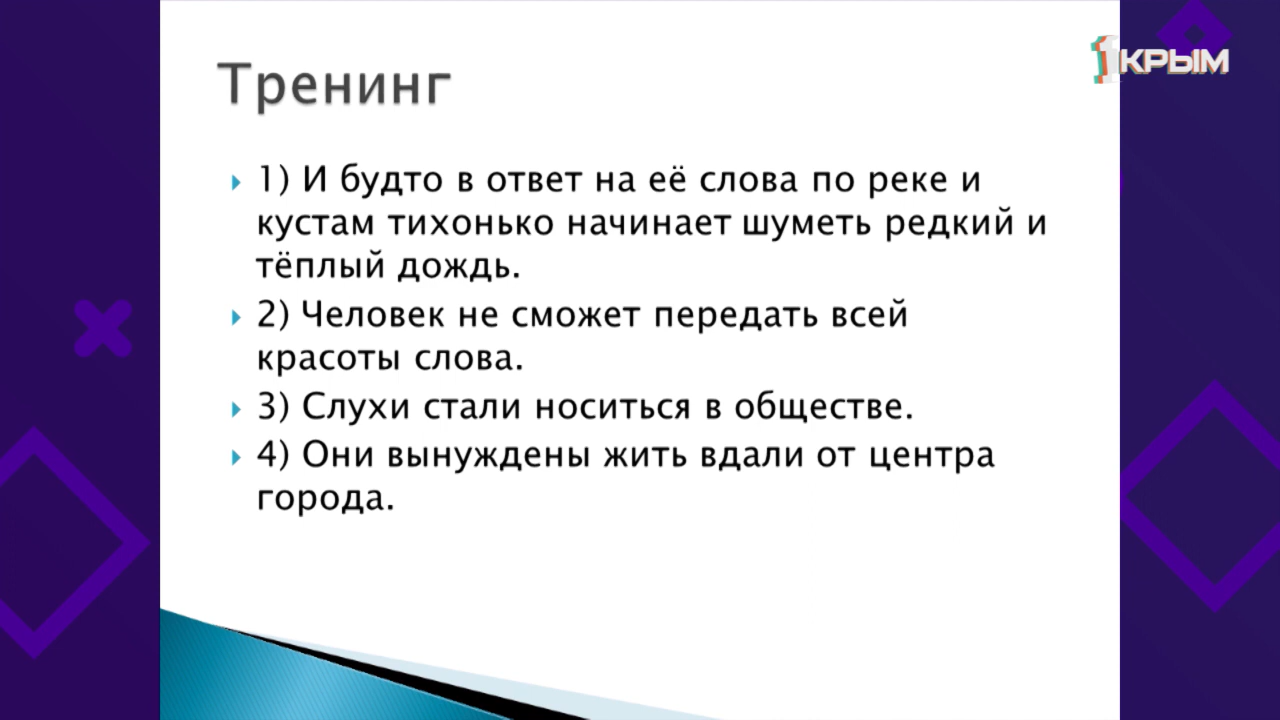 1КРЫМ
Тренинг
1) И будто в ответ на её слова по реке и
кустам тихонько начинает шуметь редкий и
тёплый дождь.
2) Человек не сможет передать всей
красоты слова.
3) Слухи стали носиться в обществе.
4) Они вынуждены жить вдали от центра
города.